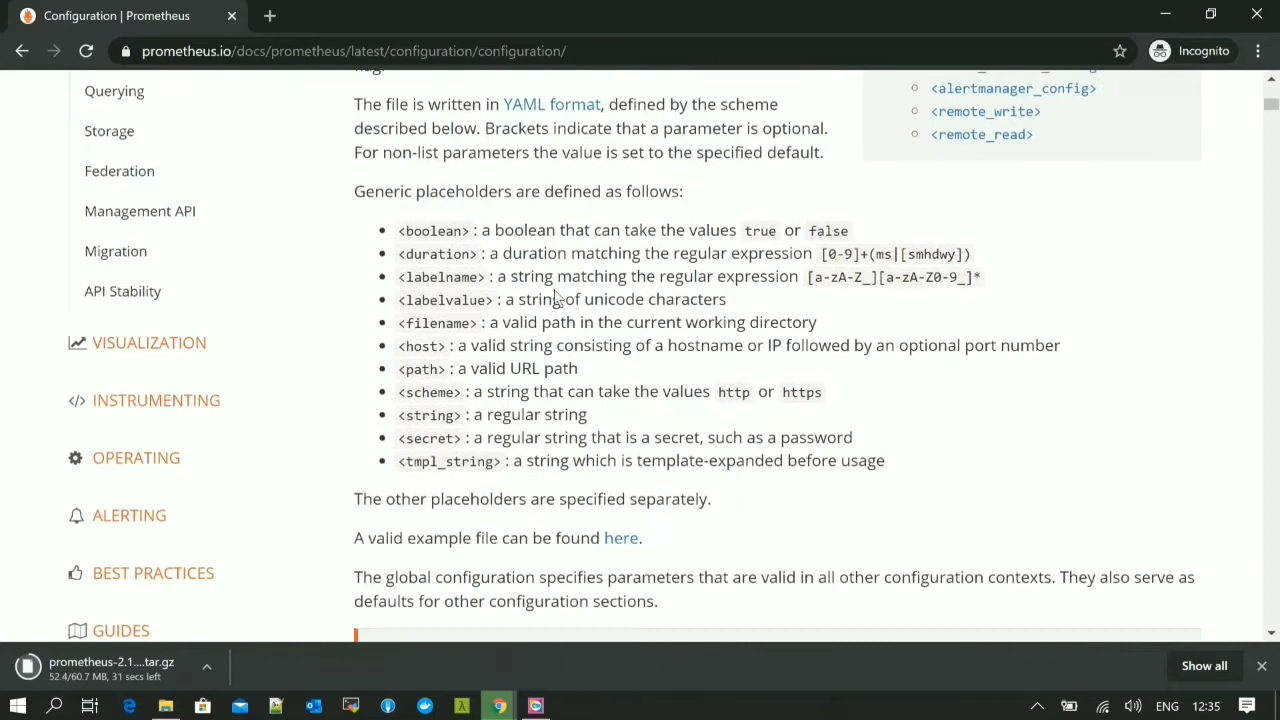 Configuration | Prometheus
prometheus.io/docs/prometheus/latest/configuration/configuration/
Incognito
Querying
Storage
Federation
Management API
Migration
API Stability
VISUALIZATION
INSTRUMENTING
OPERATING
ALERTING
BEST PRACTICES
GUIDES
The file is written in YAML format, defined by the scheme
described below. Brackets indicate that a parameter is optional.
For non-list parameters the value is set to the specified default.
<alertmanager_config>
<remote_write>
<remote_read>
Generic placeholders are defined as follows:
<boolean>: a boolean that can take the values true or false
<duration>: a duration matching the regular expression [0-9]+(ms|[smhdwy])
<labelname>: a string matching the regular expression [a-zA-Z_][a-zA-Z0-9_]*
<labelvalue>: a string of unicode characters
<filename>: a valid path in the current working directory
<host>: a valid string consisting of a hostname or IP followed by an optional port number
<path>: a valid URL path
<scheme>: a string that can take the values http or https
<string>: a regular string
<secret>: a regular string that is a secret, such as a password
<tmpl_string>: a string which is template-expanded before usage
The other placeholders are specified separately.
A valid example file can be found here.
The global configuration specifies parameters that are valid in all other configuration contexts. They also serve as
defaults for other configuration sections.
prometheus-2.1....tar.gz
52.4/60.7 MB, 31 secs left
Show all
ENG 12:35